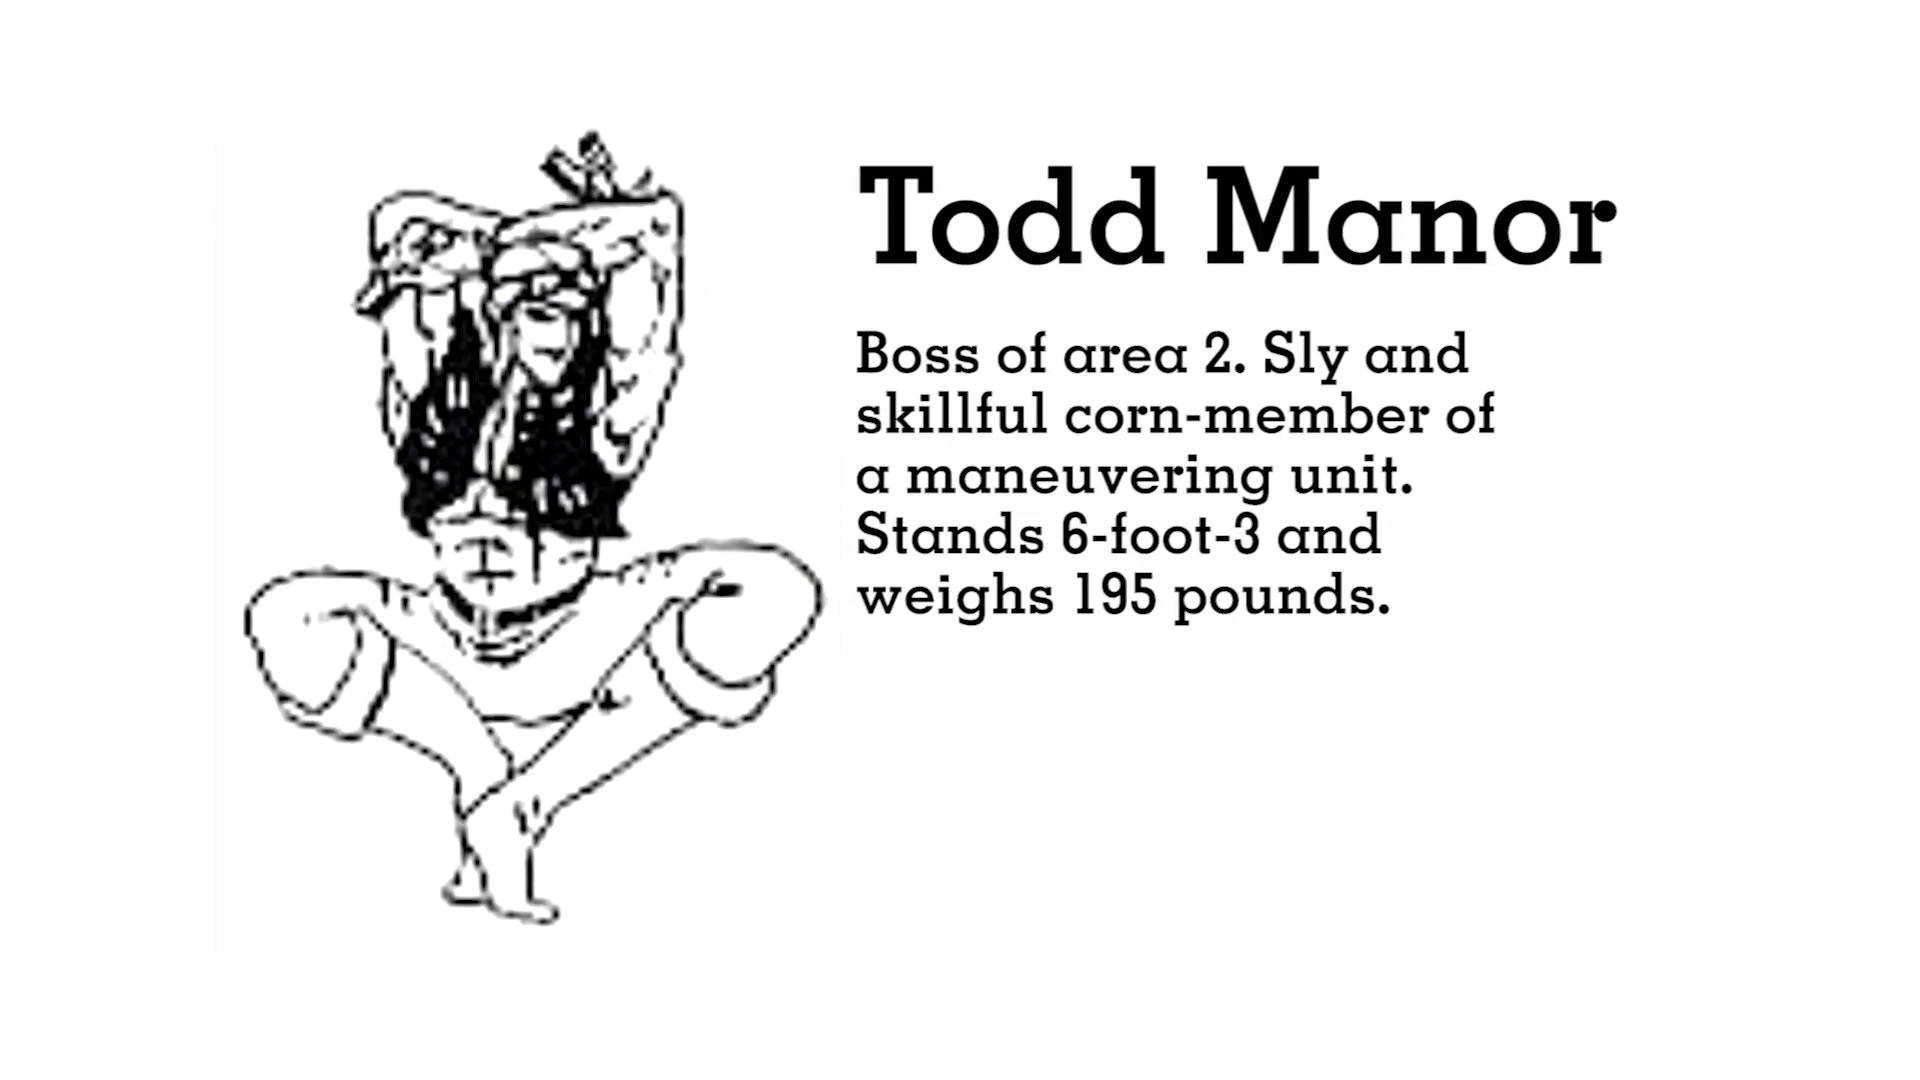 Todd Manor
Boss of area 2. Sly and
skillful corn-member of
a maneuvering unit.
Stands 6-foot-3 and
weighs 195 pounds.